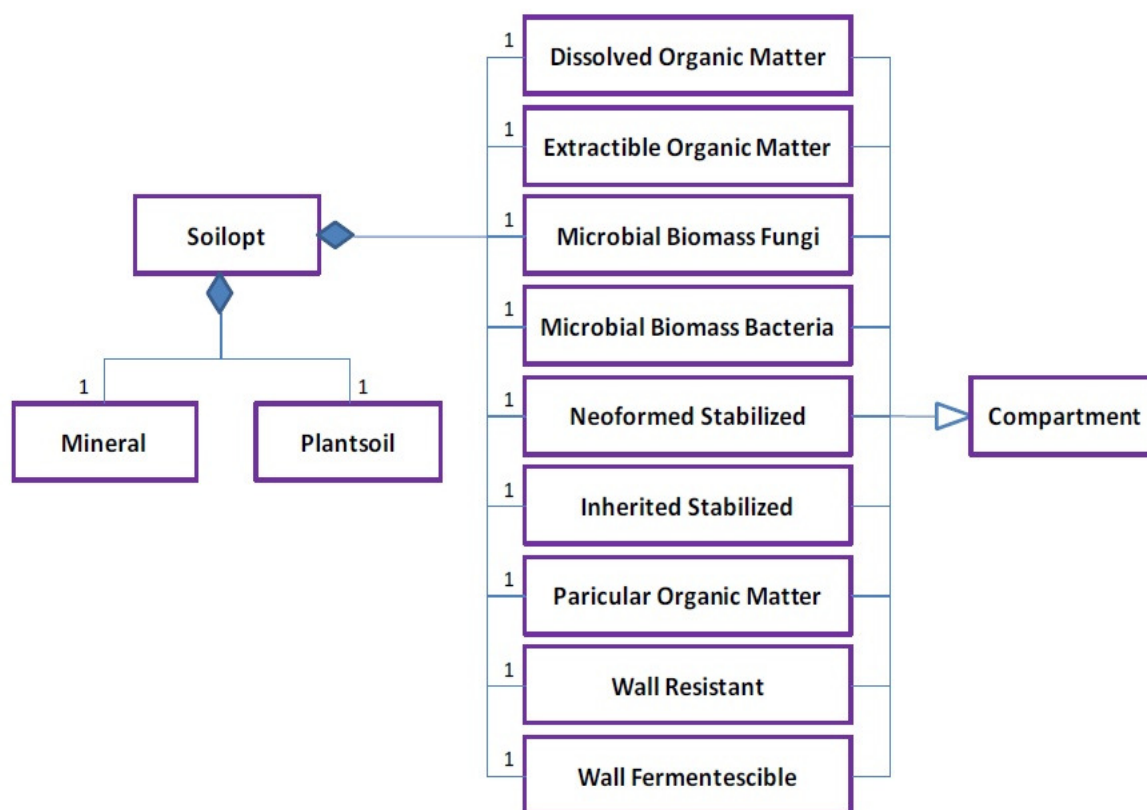 1
Dissolved Organic Matter
1
Extractible Organic Matter
Soilopt
1
Microbial Biomass Fungi
1
Microbial Biomass Bacteria
1
1
1
Neoformed Stabilized
Compartment
Mineral
Plantsoil
1
Inherited Stabilized
1
Paricular Organic Matter
1
Wall Resistant
1
Wall Fermentescible